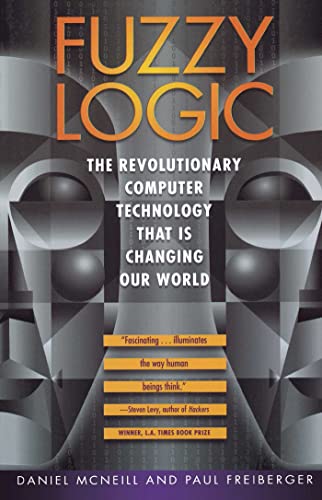 FUZZY
LOGIC
THE REVOLUTIONARY
COMPUTER
TECHNOLOGY
THAT IS
CHANGING
OUR WORLD
"Fascinating . . . illuminates
the way human
beings think."
—Steven Levy, author of Hackers
WINNER, L.A. TIMES BOOK PRIZE
DANIEL MCNEILL AND PAUL FREIBERGER